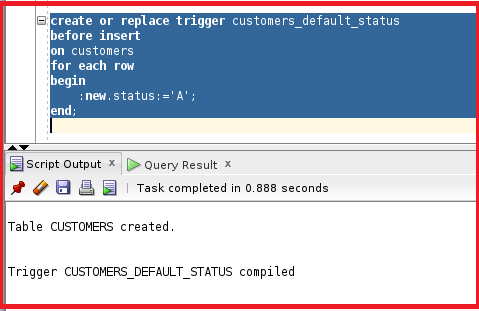 create or replace trigger customers_default_status
before insert
on customers
for each row
begin
:new.status:='A';
end;
Script Output x Query Result x
Task completed in 0.888 seconds
Table CUSTOMERS created.
Trigger CUSTOMERS_DEFAULT_STATUS compiled